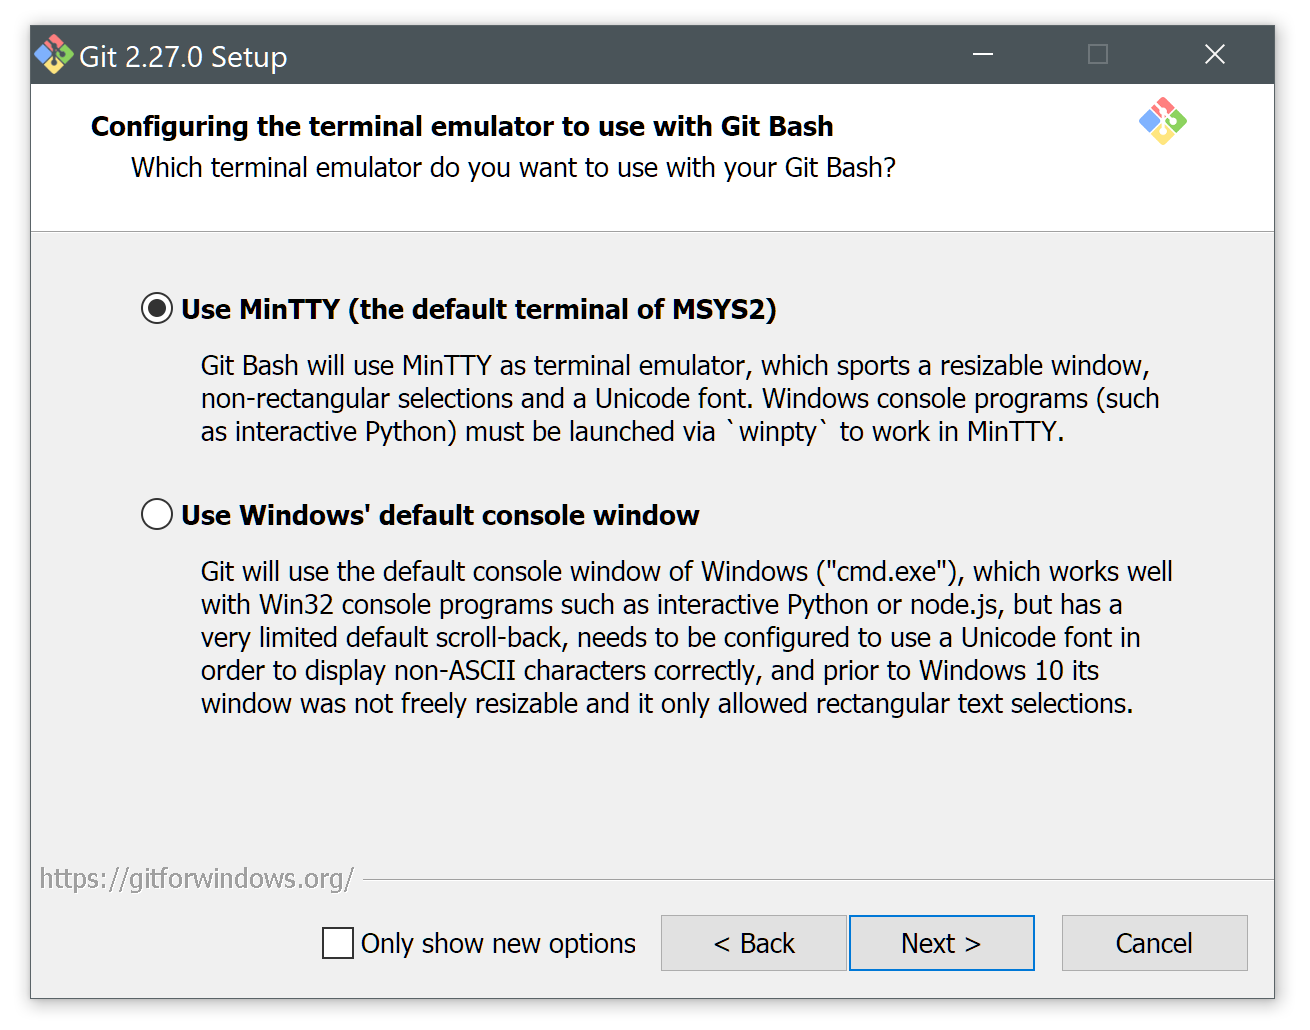 Git 2.27.0 Setup
Configuring the terminal emulator to use with Git Bash
Which terminal emulator do you want to use with your Git Bash?
Use MinTTY (the default terminal of MSYS2)
Git Bash will use MinTTY as terminal emulator, which sports a resizable window,
non-rectangular selections and a Unicode font. Windows console programs (such
as interactive Python) must be launched via `winpty` to work in MinTTY.
Use Windows' default console window
Git will use the default console window of Windows ("cmd.exe"), which works well
with Win32 console programs such as interactive Python or node.js, but has a
very limited default scroll-back, needs to be configured to use a Unicode font in
order to display non-ASCII characters correctly, and prior to Windows 10 its
window was not freely resizable and it only allowed rectangular text selections.
https://gitforwindows.org/
Only show new options
< Back
Next >
Cancel